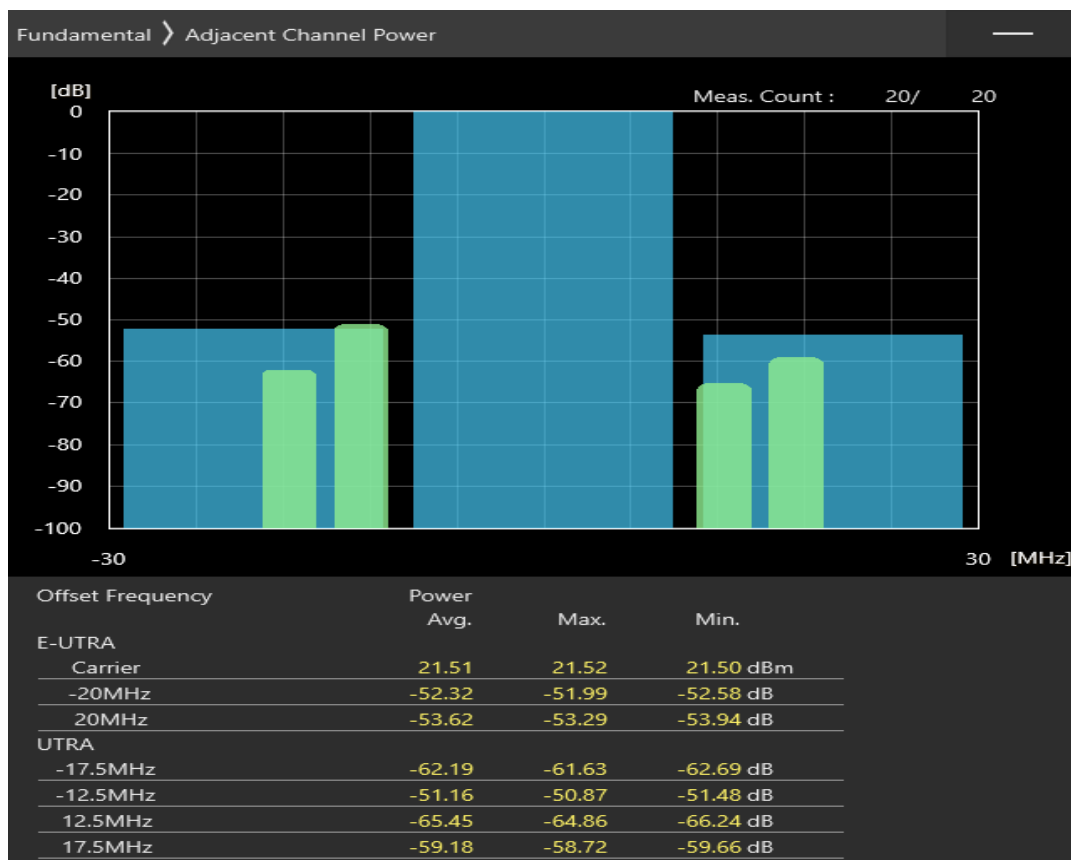 Fundamental ❭ Adjacent Channel Power
[dB]
Meas. Count : 20/ 20
0
-10
-20
-30
-40
-50
-60
-70
-80
-90
-100
-30 30 [MHz]
Offset Frequency Power
Avg. Max. Min.
E-UTRA
Carrier 21.51 21.52 21.50 dBm
-20MHz -52.32 -51.99 -52.58 dB
20MHz -53.62 -53.29 -53.94 dB
UTRA
-17.5MHz -62.19 -61.63 -62.69 dB
-12.5MHz -51.16 -50.87 -51.48 dB
12.5MHz -65.45 -64.86 -66.24 dB
17.5MHz -59.18 -58.72 -59.66 dB